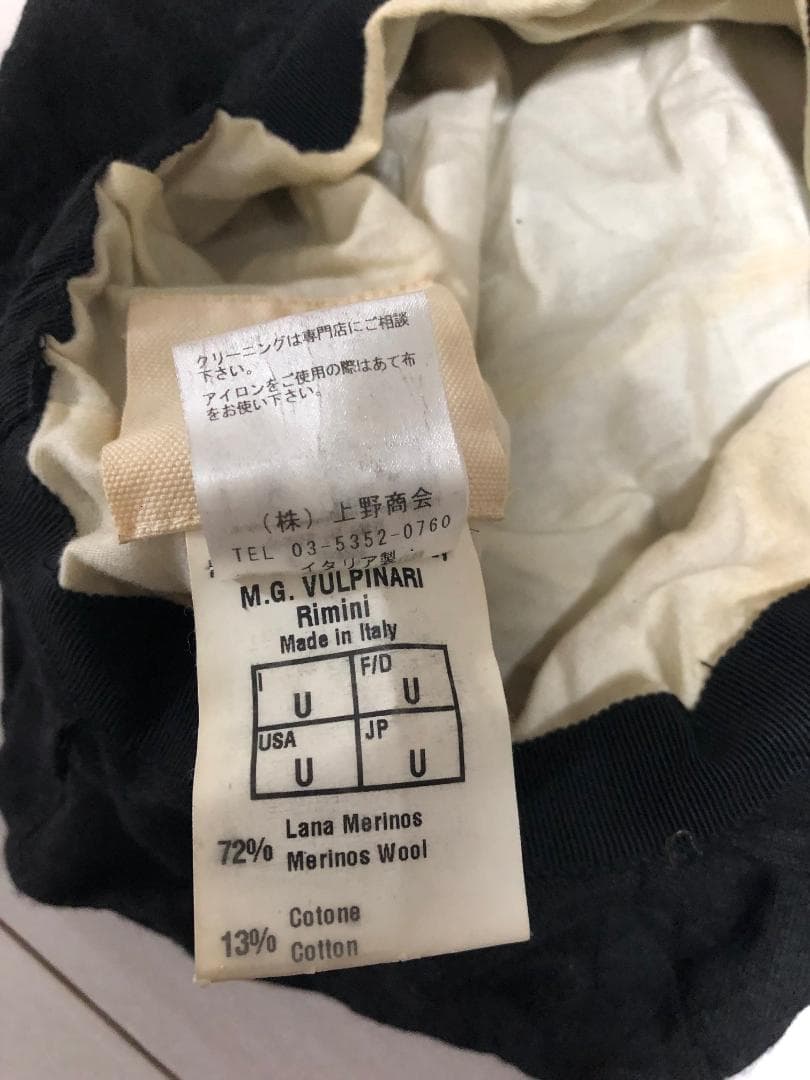 クリーニングは専門店にご相談
下さい。
アイロンをご使用の際はあて布
をお使い下さい。
（株）上野商会
TEL 03-5352-0760
イタリア製
M.G. VULPINARI
Rimini
Made in Italy
I U F/D U
USA U JP U
72% Lana Merinos
Merinos Wool
13% Cotone
Cotton